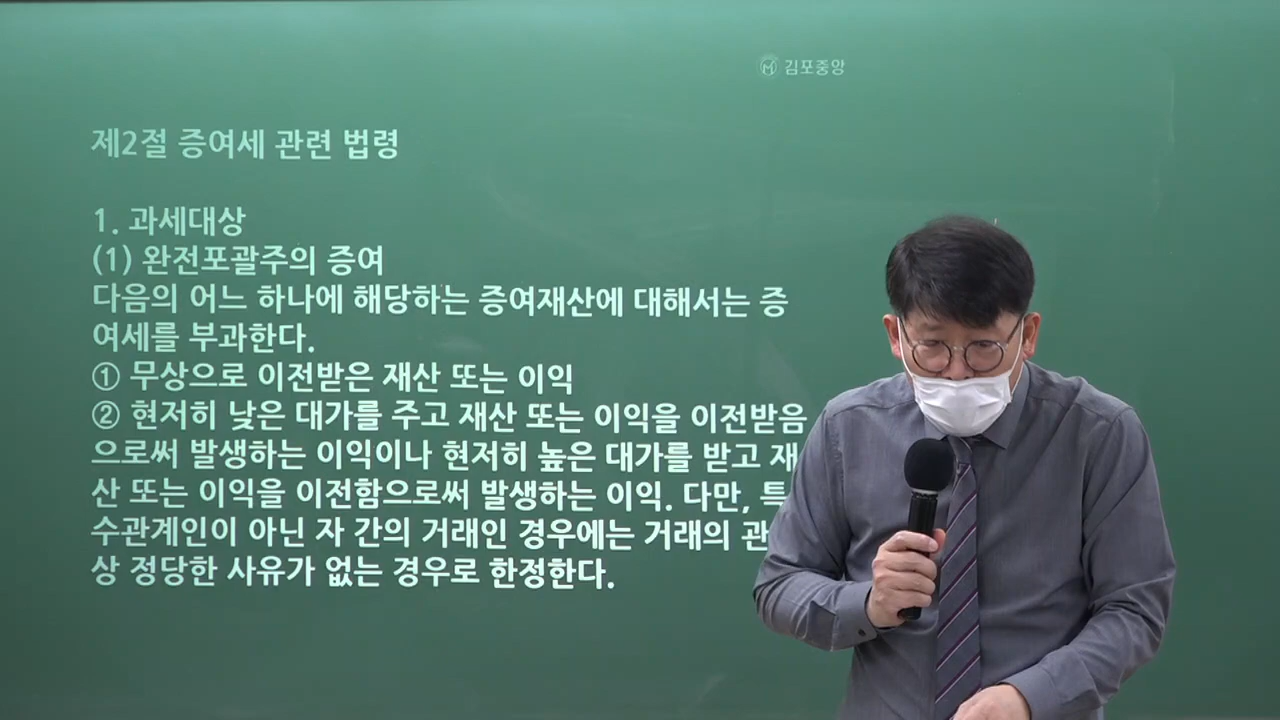 김포중앙
제2절 증여세 관련 법령
1. 과세대상
(1) 완전포괄주의 증여
다음의 어느 하나에 해당하는 증여재산에 대해서는 증
여세를 부과한다.
① 무상으로 이전받은 재산 또는 이익
② 현저히 낮은 대가를 주고 재산 또는 이익을 이전받음
으로써 발생하는 이익이나 현저히 높은 대가를 받고 재
산 또는 이익을 이전함으로써 발생하는 이익. 다만, 특
수관계인이 아닌 자 간의 거래인 경우에는 거래의 관
상 정당한 사유가 없는 경우로 한정한다.